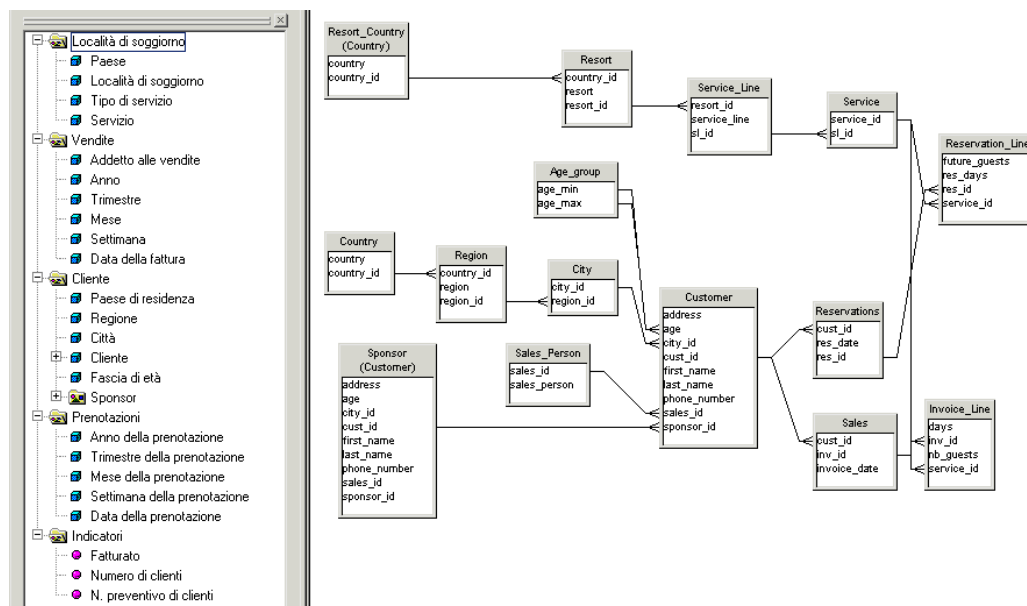 Località di soggiorno
Paese
Località di soggiorno
Tipo di servizio
Servizio
Vendite
Addetto alle vendite
Anno
Trimestre
Mese
Settimana
Data della fattura
Cliente
Paese di residenza
Regione
Città
Cliente
Fascia di età
Sponsor
Prenotazioni
Anno della prenotazione
Trimestre della prenotazione
Mese della prenotazione
Settimana della prenotazione
Data della prenotazione
Indicatori
Fatturato
Numero di clienti
N. preventivo di clienti
Resort_Country
(Country)
country
country_id
Resort
country_id
resort
resort_id
Service_Line
resort_id
service_line
sl_id
Service
service_id
sl_id
Reservation_Line
future_guests
res_days
res_id
service_id
Age_group
age_min
age_max
Country
country
country_id
Region
country_id
region
region_id
City
city_id
region_id
Customer
address
age
city_id
cust_id
first_name
last_name
phone_number
sales_id
sponsor_id
Reservations
cust_id
res_date
res_id
Sponsor
(Customer)
address
age
city_id
cust_id
first_name
last_name
phone_number
sales_id
sponsor_id
Sales_Person
sales_id
sales_person
Sales
cust_id
inv_id
invoice_date
Invoice_Line
days
inv_id
nb_guests
service_id